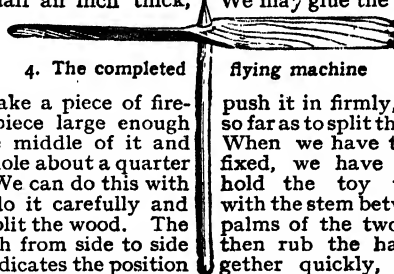 an inch thick,
We may glue the
4. The completed flying machine
ake a piece of fire-
piece large enough
middle of it and
ole about a quarter
We can do this with
do it carefully and
plit the wood. The
h from side to side
dicates the position
push it in firmly,
so far as to split th
When we have t
fixed, we have
hold the toy
with the stem betw
palms of the two
then rub the ha
gether quickly,